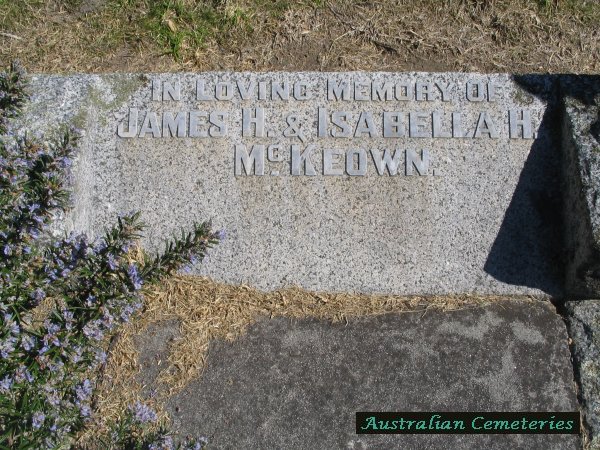 IN LOVING MEMORY OF
JAMES H. & ISABELLA H.
McKEOWN.
Australian Cemeteries